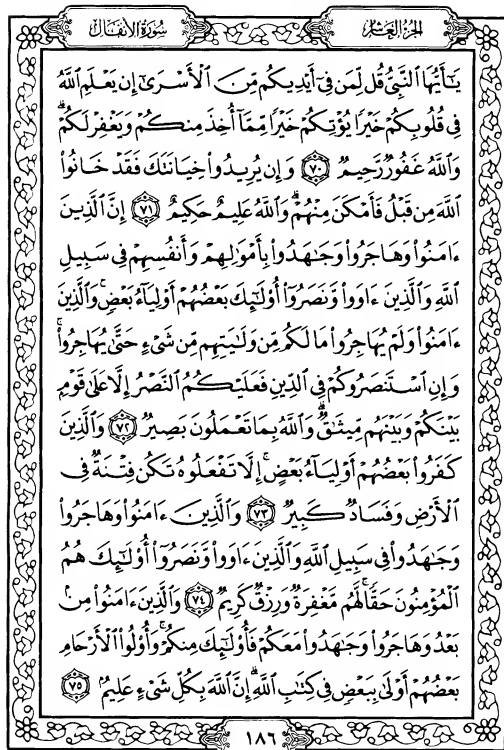 الجزء العاشر
سورة الأنفال
يَٰٓأَيُّهَا ٱلنَّبِىُّ قُل لِّمَن فِىٓ أَيْدِيكُم مِّنَ ٱلْأَسْرَىٰٓ إِن يَعْلَمِ ٱللَّهُ
فِى قُلُوبِكُمْ خَيْرًا يُؤْتِكُمْ خَيْرًا مِّمَّآ أُخِذَ مِنكُمْ وَيَغْفِرْ لَكُمْ ۗ
وَٱللَّهُ غَفُورٌ رَّحِيمٌ ٧٠ وَإِن يُرِيدُوا۟ خِيَانَتَكَ فَقَدْ خَانُوا۟
ٱللَّهَ مِن قَبْلُ فَأَمْكَنَ مِنْهُمْ ۗ وَٱللَّهُ عَلِيمٌ حَكِيمٌ ٧١ إِنَّ ٱلَّذِينَ
ءَامَنُوا۟ وَهَاجَرُوا۟ وَجَٰهَدُوا۟ بِأَمْوَٰلِهِمْ وَأَنفُسِهِمْ فِى سَبِيلِ
ٱللَّهِ وَٱلَّذِينَ ءَاوَوا۟ وَّنَصَرُوٓا۟ أُو۟لَٰٓئِكَ بَعْضُهُمْ أَوْلِيَآءُ بَعْضٍ ۚ وَٱلَّذِينَ
ءَامَنُوا۟ وَلَمْ يُهَاجِرُوا۟ مَا لَكُم مِّن وَلَٰيَتِهِم مِّن شَىْءٍ حَتَّىٰ يُهَاجِرُوا۟ ۚ
وَإِنِ ٱسْتَنصَرُوكُمْ فِى ٱلدِّينِ فَعَلَيْكُمُ ٱلنَّصْرُ إِلَّا عَلَىٰ قَوْمٍۭ
بَيْنَكُمْ وَبَيْنَهُم مِّيثَٰقٌ ۗ وَٱللَّهُ بِمَا تَعْمَلُونَ بَصِيرٌ ٧٢ وَٱلَّذِينَ
كَفَرُوا۟ بَعْضُهُمْ أَوْلِيَآءُ بَعْضٍ ۚ إِلَّا تَفْعَلُوهُ تَكُن فِتْنَةٌ فِى
ٱلْأَرْضِ وَفَسَادٌ كَبِيرٌ ٧٣ وَٱلَّذِينَ ءَامَنُوا۟ وَهَاجَرُوا۟
وَجَٰهَدُوا۟ فِى سَبِيلِ ٱللَّهِ وَٱلَّذِينَ ءَاوَوا۟ وَّنَصَرُوٓا۟ أُو۟لَٰٓئِكَ هُمُ
ٱلْمُؤْمِنُونَ حَقًّا ۚ لَّهُم مَّغْفِرَةٌ وَرِزْقٌ كَرِيمٌ ٧٤ وَٱلَّذِينَ ءَامَنُوا۟ مِنۢ
بَعْدُ وَهَاجَرُوا۟ وَجَٰهَدُوا۟ مَعَكُمْ فَأُو۟لَٰٓئِكَ مِنكُمْ ۚ وَأُو۟لُوا۟ ٱلْأَرْحَامِ
بَعْضُهُمْ أَوْلَىٰ بِبَعْضٍ فِى كِتَٰبِ ٱللَّهِ ۗ إِنَّ ٱللَّهَ بِكُلِّ شَىْءٍ عَلِيمٌۢ ٧٥
١٨٦